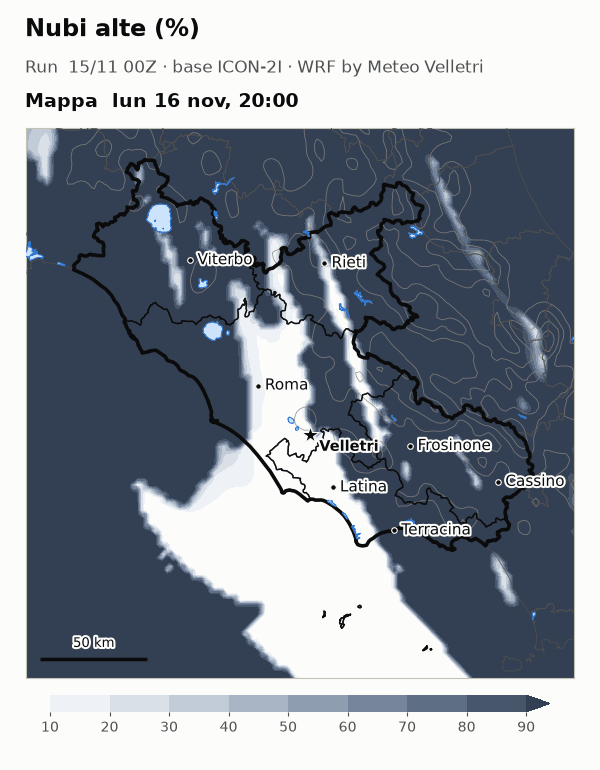 Nubi alte (%)
Run  15/11 00Z · base ICON-2I · WRF by Meteo Velletri
Mappa  lun 16 nov, 20:00
Viterbo
Rieti
Roma
Velletri
Frosinone
Cassino
Latina
Terracina
50 km
10 20 30 40 50 60 70 80 90